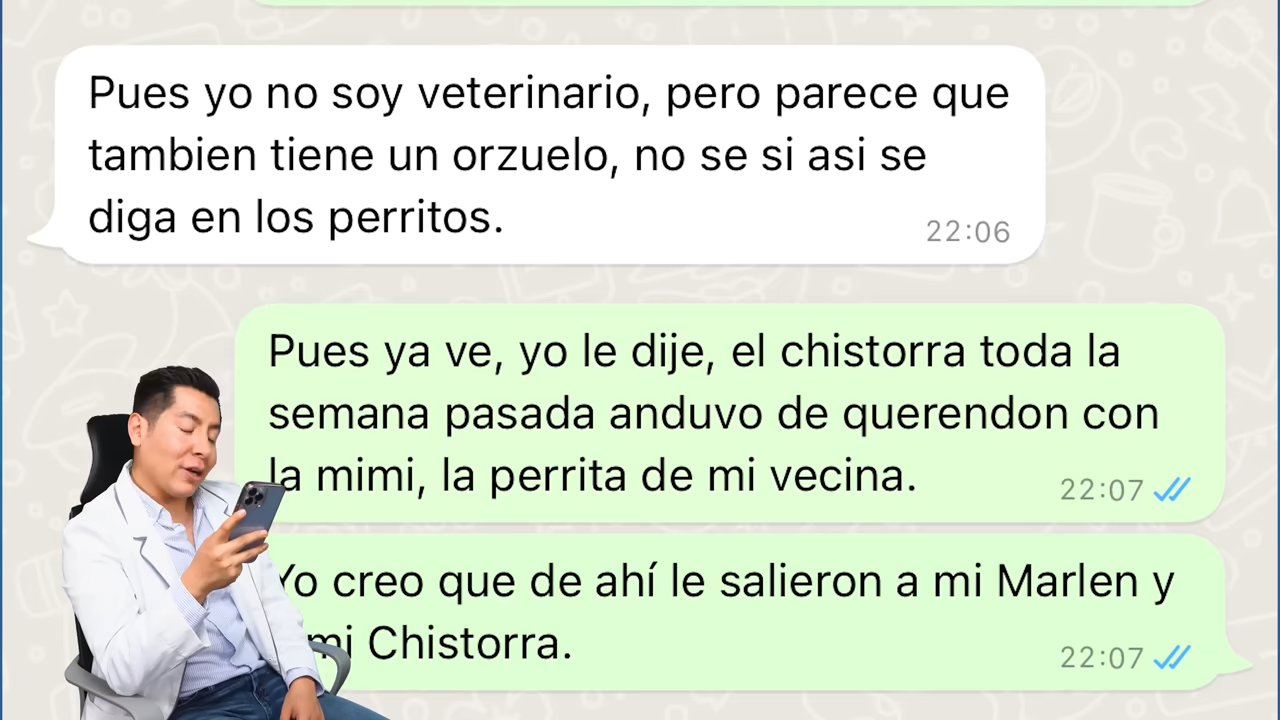 Pues yo no soy veterinario, pero parece que
tambien tiene un orzuelo, no se si asi se
diga en los perritos.
22:06
Pues ya ve, yo le dije, el chistorra toda la
semana pasada anduvo de querendon con
la mimi, la perrita de mi vecina.
22:07
Yo creo que de ahí le salieron a mi Marlen y
mi Chistorra.
22:07